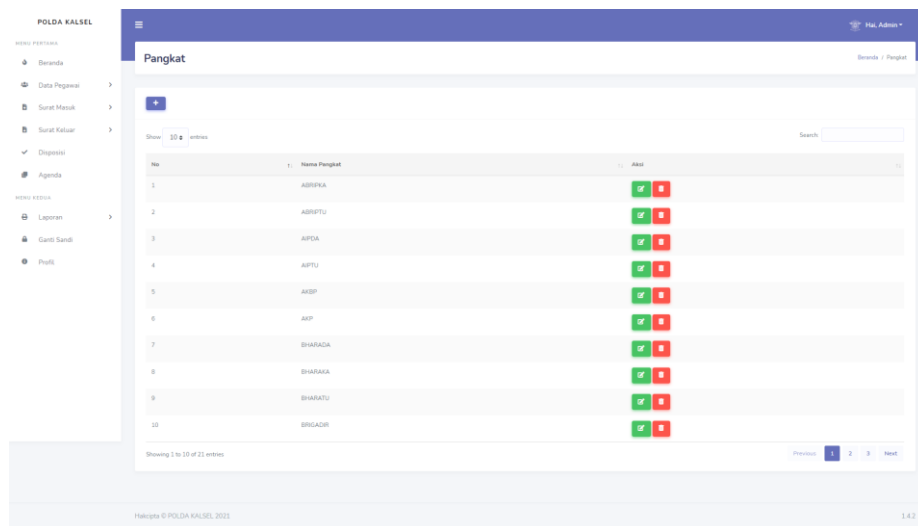 POLDA KALSEL
Hai, Admin
MENU PERTAMA
Beranda
Data Pegawai
Surat Masuk
Surat Keluar
Disposisi
Agenda
MENU KEDUA
Laporan
Ganti Sandi
Profil
Pangkat
Beranda / Pangkat
+
Show 10 entries
Search:
No Nama Pangkat Aksi
1 ABRIPKA
2 ABRIPTU
3 AIPDA
4 AIPTU
5 AKBP
6 AKP
7 BHARADA
8 BHARAKA
9 BHARATU
10 BRIGADIR
Showing 1 to 10 of 21 entries
Previous 1 2 3 Next
Hakcipta © POLDA KALSEL 2021
1.4.2